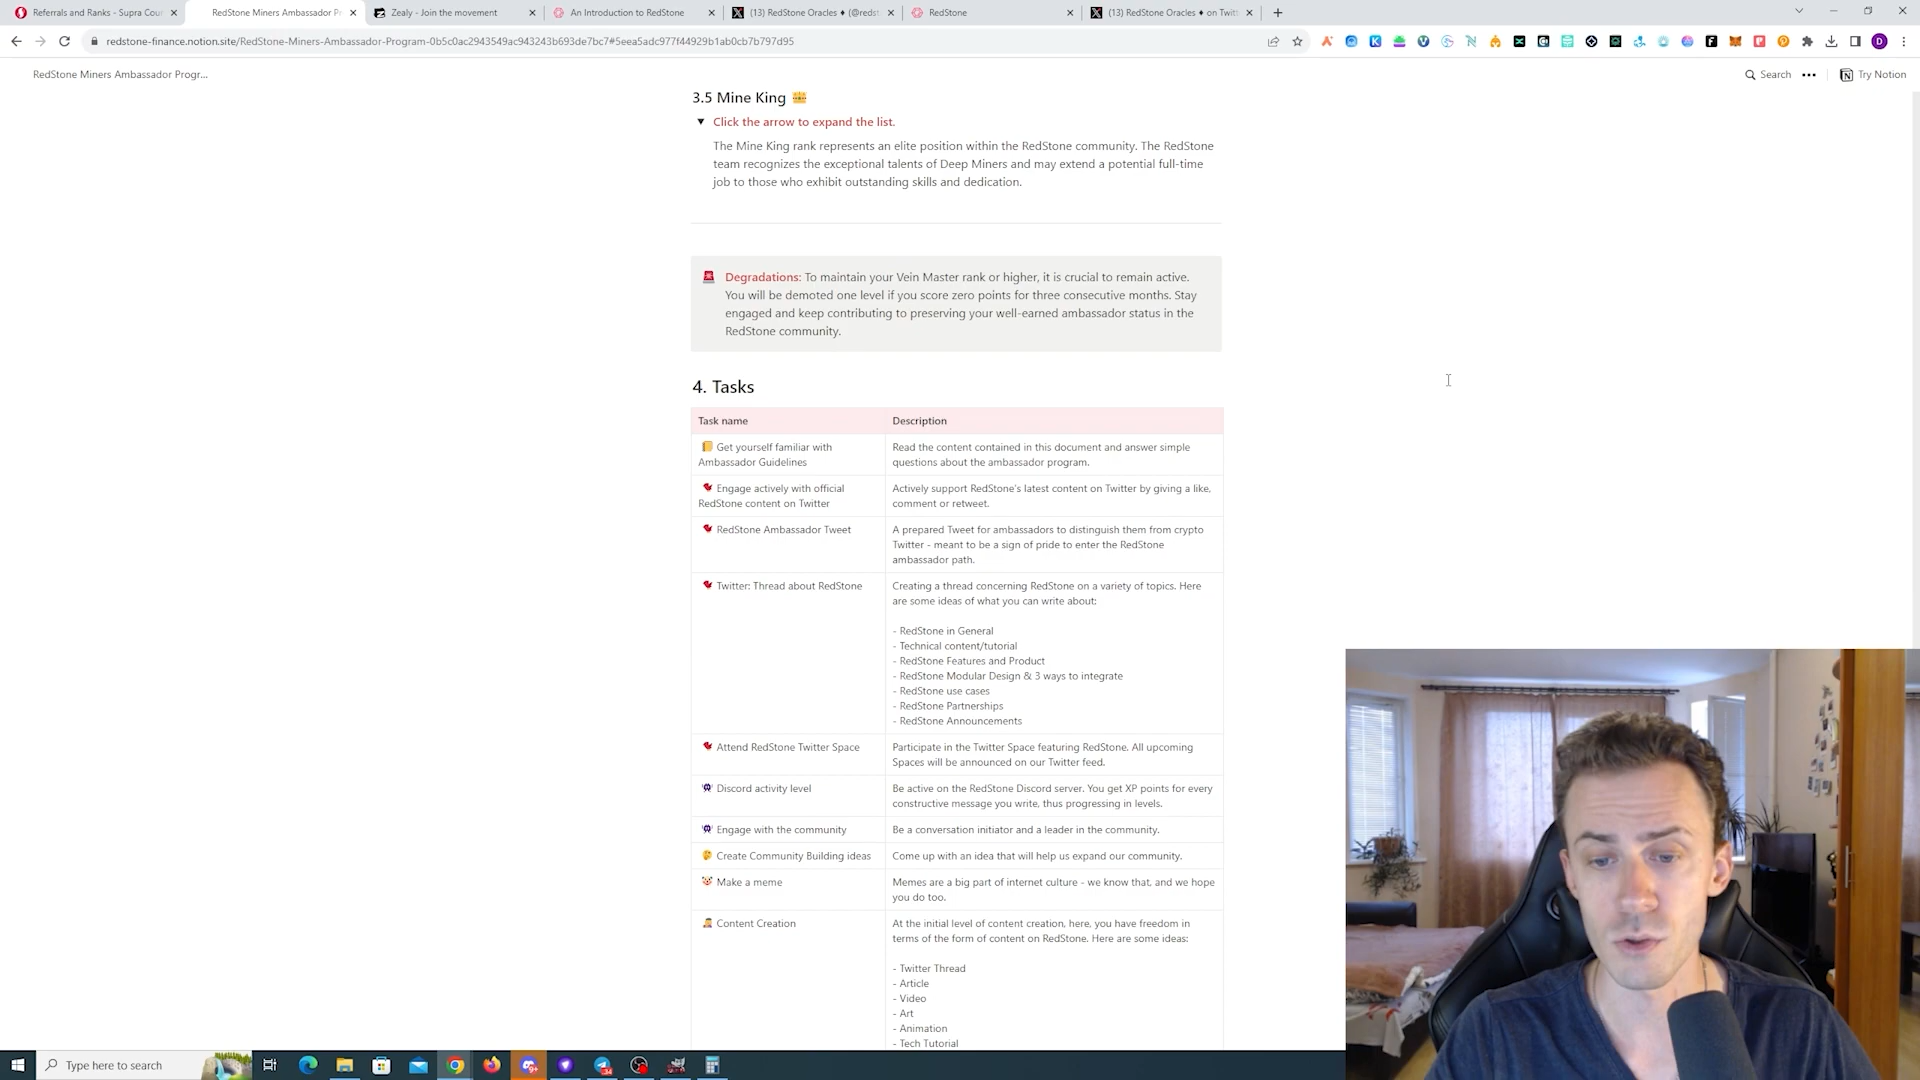 Referrals and Ranks - Supra Cour
RedStone Miners Ambassador Pr
Zealy - Join the movement
An Introduction to RedStone
(13) RedStone Oracles ♦ (@redst
RedStone
(13) RedStone Oracles ♦ on Twitt
redstone-finance.notion.site/RedStone-Miners-Ambassador-Program-0b5c0ac2943549ac943243b693de7bc7#5eea5adc977f44929b1ab0cb7b797d95
RedStone Miners Ambassador Progr...
Search
Try Notion
3.5 Mine King
Click the arrow to expand the list.
The Mine King rank represents an elite position within the RedStone community. The RedStone
team recognizes the exceptional talents of Deep Miners and may extend a potential full-time
job to those who exhibit outstanding skills and dedication.
Degradations: To maintain your Vein Master rank or higher, it is crucial to remain active.
You will be demoted one level if you score zero points for three consecutive months. Stay
engaged and keep contributing to preserving your well-earned ambassador status in the
RedStone community.
4. Tasks
Task name
Description
Get yourself familiar with
Ambassador Guidelines
Read the content contained in this document and answer simple
questions about the ambassador program.
Engage actively with official
RedStone content on Twitter
Actively support RedStone's latest content on Twitter by giving a like,
comment or retweet.
RedStone Ambassador Tweet
A prepared Tweet for ambassadors to distinguish them from crypto
Twitter - meant to be a sign of pride to enter the RedStone
ambassador path.
Twitter: Thread about RedStone
Creating a thread concerning RedStone on a variety of topics. Here
are some ideas of what you can write about:
- RedStone in General
- Technical content/tutorial
- RedStone Features and Product
- RedStone Modular Design & 3 ways to integrate
- RedStone use cases
- RedStone Partnerships
- RedStone Announcements
Attend RedStone Twitter Space
Participate in the Twitter Space featuring RedStone. All upcoming
Spaces will be announced on our Twitter feed.
Discord activity level
Be active on the RedStone Discord server. You get XP points for every
constructive message you write, thus progressing in levels.
Engage with the community
Be a conversation initiator and a leader in the community.
Create Community Building ideas
Come up with an idea that will help us expand our community.
Make a meme
Memes are a big part of internet culture - we know that, and we hope
you do too.
Content Creation
At the initial level of content creation, here, you have freedom in
terms of the form of content on RedStone. Here are some ideas:
- Twitter Thread
- Article
- Video
- Art
- Animation
- Tech Tutorial
Type here to search